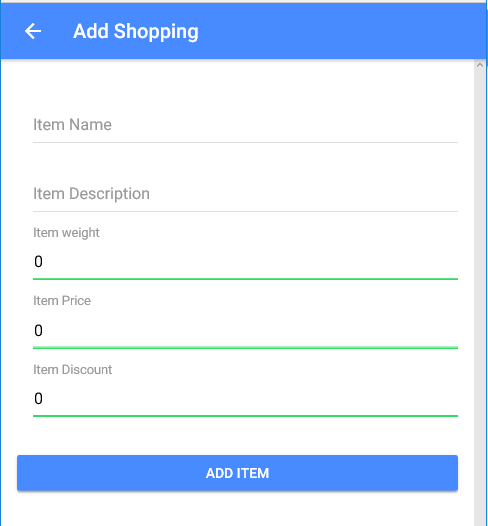 Add Shopping
Item Name
Item Description
Item weight
0
Item Price
0
Item Discount
0
ADD ITEM